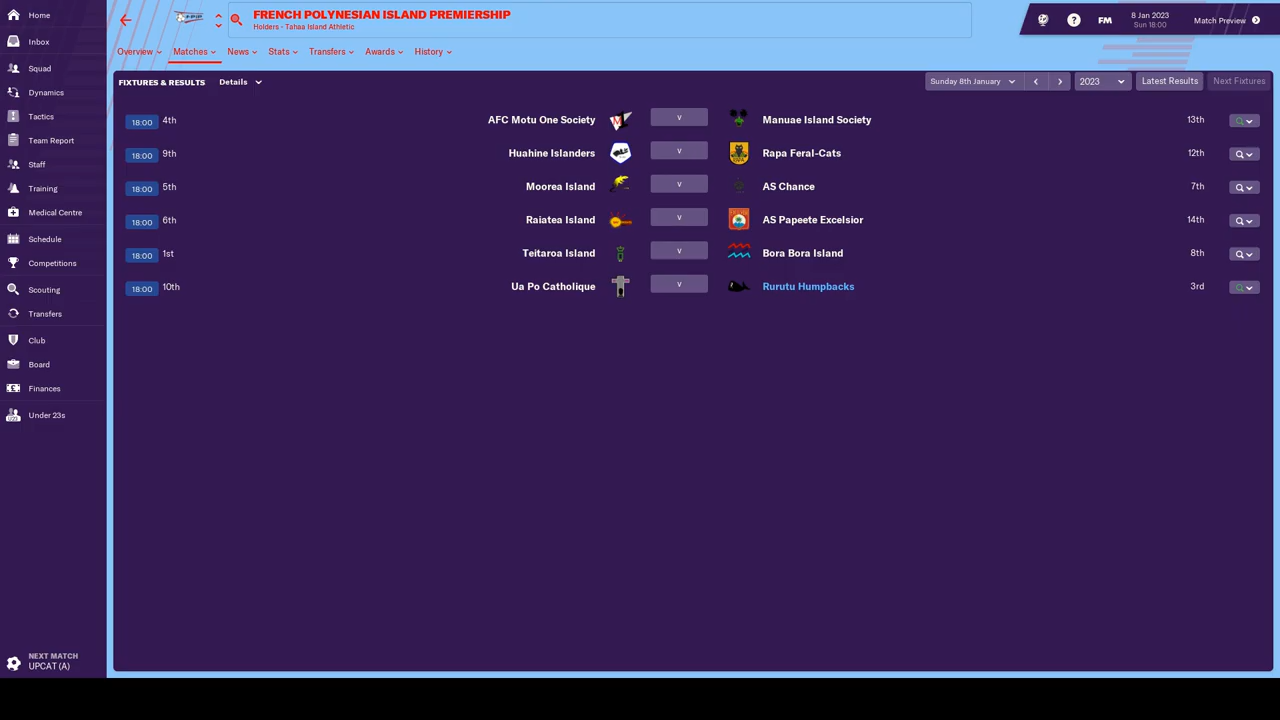 Home
Inbox
Squad
Dynamics
Tactics
Team Report
Staff
Training
Medical Centre
Schedule
Competitions
Scouting
Transfers
Club
Board
Finances
Under 23s
NEXT MATCH
UPCAT (A)
FRENCH POLYNESIAN ISLAND PREMIERSHIP
Holders - Tahaa Island Athletic
FM
8 Jan 2023
Sun 18:00
Match Preview
Overview Matches News Stats Transfers Awards History
FIXTURES & RESULTS Details Sunday 8th January 2023 Latest Results Next Fixtures
18:00 4th AFC Motu One Society v Manuae Island Society 13th
18:00 9th Huahine Islanders v Rapa Feral-Cats 12th
18:00 5th Moorea Island v AS Chance 7th
18:00 6th Raiatea Island v AS Papeete Excelsior 14th
18:00 1st Teitaroa Island v Bora Bora Island 8th
18:00 10th Ua Po Catholique v Rurutu Humpbacks 3rd